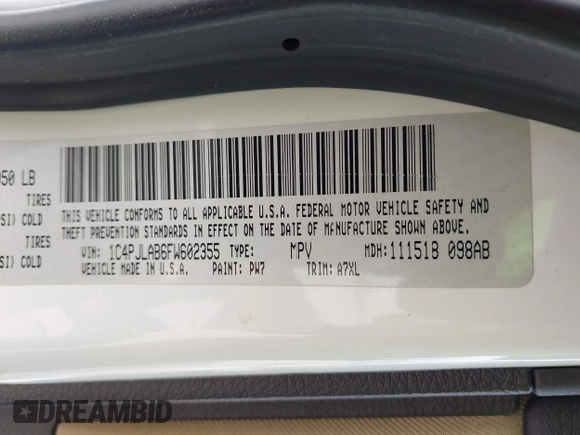 950 LB
TIRES
SI) COLD
TIRES
SI) COLD
THIS VEHICLE CONFORMS TO ALL APPLICABLE U.S.A. FEDERAL MOTOR VEHICLE SAFETY AND
THEFT PREVENTION STANDARDS IN EFFECT ON THE DATE OF MANUFACTURE SHOWN ABOVE.
VIN: 1C4PJLAB6FW602355 TYPE: MPV MDH: 111518 098AB
VEHICLE MADE IN U.S.A. PAINT: PW7 TRIM: A7XL
DREAMBID